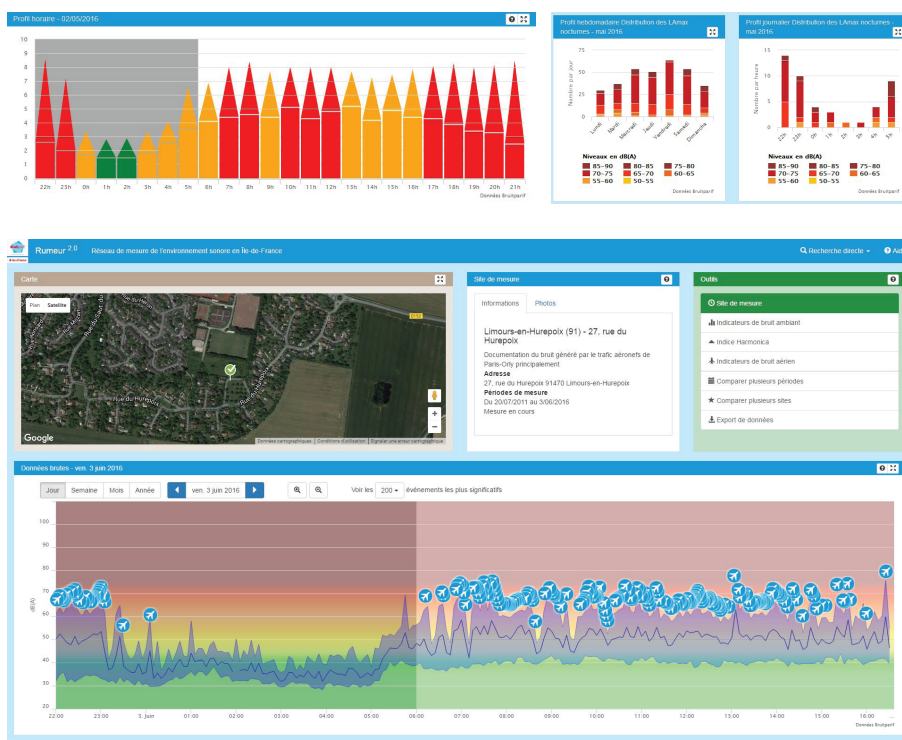 Profil horaire - 02/05/2016
10
9
8
7
6
5
4
3
2
1
0
22h 23h 0h 1h 2h 3h 4h 5h 6h 7h 8h 9h 10h 11h 12h 13h 14h 15h 16h 17h 18h 19h 20h 21h
Données Bruitparif
Profil hebdomadaire Distribution des LAmax
nocturnes - mai 2016
Nombre par jour
75
50
25
0
Lundi Mardi Mercredi Jeudi Vendredi Samedi Dimanche
Niveaux en dB(A)
85-90 80-85 75-80
70-75 65-70 60-65
55-60 50-55
Données Bruitparif
Profil journalier Distribution des LAmax nocturnes -
mai 2016
Nombre par heure
15
10
5
0
22h 23h 0h 1h 2h 3h 4h 5h
Niveaux en dB(A)
85-90 80-85 75-80
70-75 65-70 60-65
55-60 50-55
Données Bruitparif
Rumeur 2.0 Réseau de mesure de l'environnement sonore en Île-de-France Recherche directe Aid
Carte
Plan Satellite
Rue du Hurepoix
Google
Données cartographiques Conditions d'utilisation Signaler une erreur cartographique
Site de mesure
Informations Photos
Limours-en-Hurepoix (91) - 27, rue du
Hurepoix
Documentation du bruit généré par le trafic aéronefs de
Paris-Orly principalement
Adresse
27, rue du Hurepoix 91470 Limours-en-Hurepoix
Périodes de mesure
Du 20/07/2011 au 3/06/2016
Mesure en cours
Outils
Site de mesure
Indicateurs de bruit ambiant
Indice Harmonica
Indicateurs de bruit aérien
Comparer plusieurs périodes
Comparer plusieurs sites
Export de données
Données brutes - ven. 3 juin 2016
Jour Semaine Mois Année ven. 3 juin 2016 Voir les 200 événements les plus significatifs
dB(A)
100
90
80
70
60
50
40
30
20
22:00 23:00 3. Juin 01:00 02:00 03:00 04:00 05:00 06:00 07:00 08:00 09:00 10:00 11:00 12:00 13:00 14:00 15:00 16:00 ...
Données Bruitparif